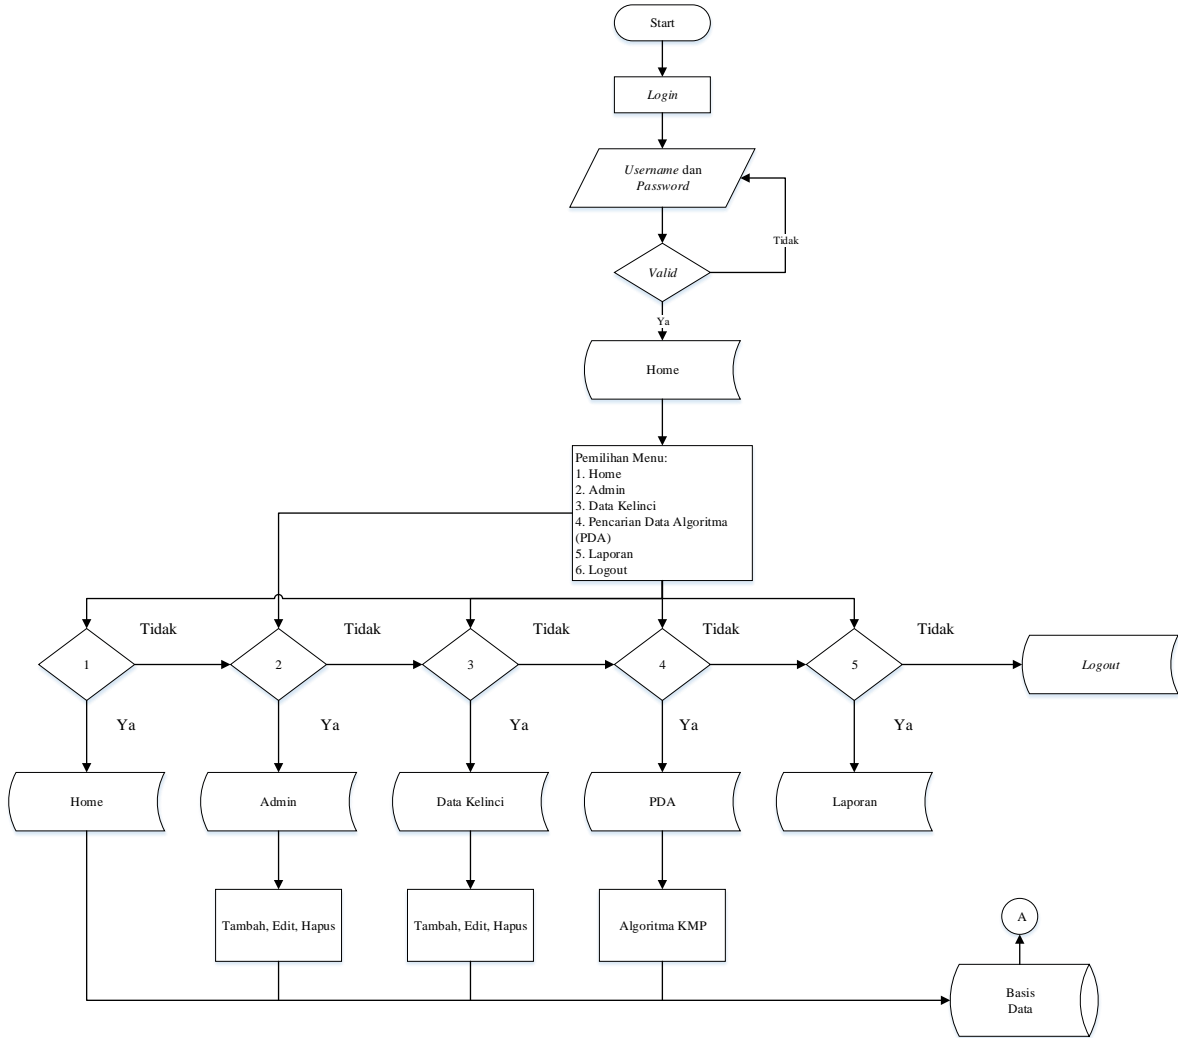 Start
Login
Username dan
Password
Tidak
Valid
Ya
Home
Pemilihan Menu:
1. Home
2. Admin
3. Data Kelinci
4. Pencarian Data Algoritma
(PDA)
5. Laporan
6. Logout
Tidak
Tidak
Tidak
Tidak
Tidak
1
2
3
4
5
Logout
Ya
Ya
Ya
Ya
Ya
Home
Admin
Data Kelinci
PDA
Laporan
Tambah, Edit, Hapus
Tambah, Edit, Hapus
Algoritma KMP
A
Basis
Data